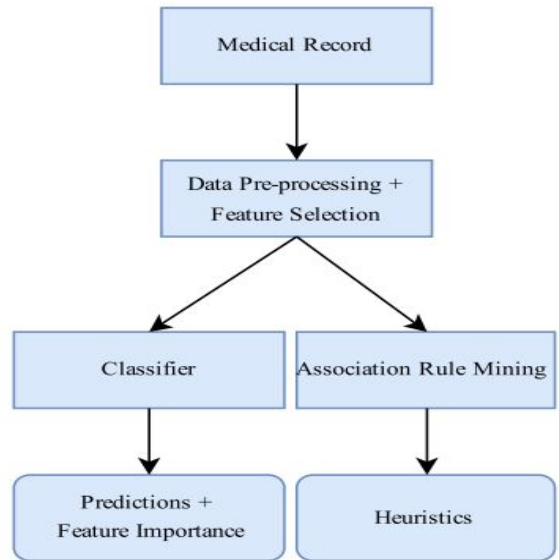 Medical Record
Data Pre-processing +
Feature Selection
Classifier
Association Rule Mining
Predictions +
Feature Importance
Heuristics